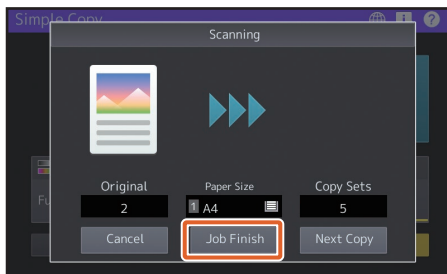 Simple Copy
Scanning
Original
Paper Size
Copy Sets
2
1 A4
5
Cancel
Job Finish
Next Copy